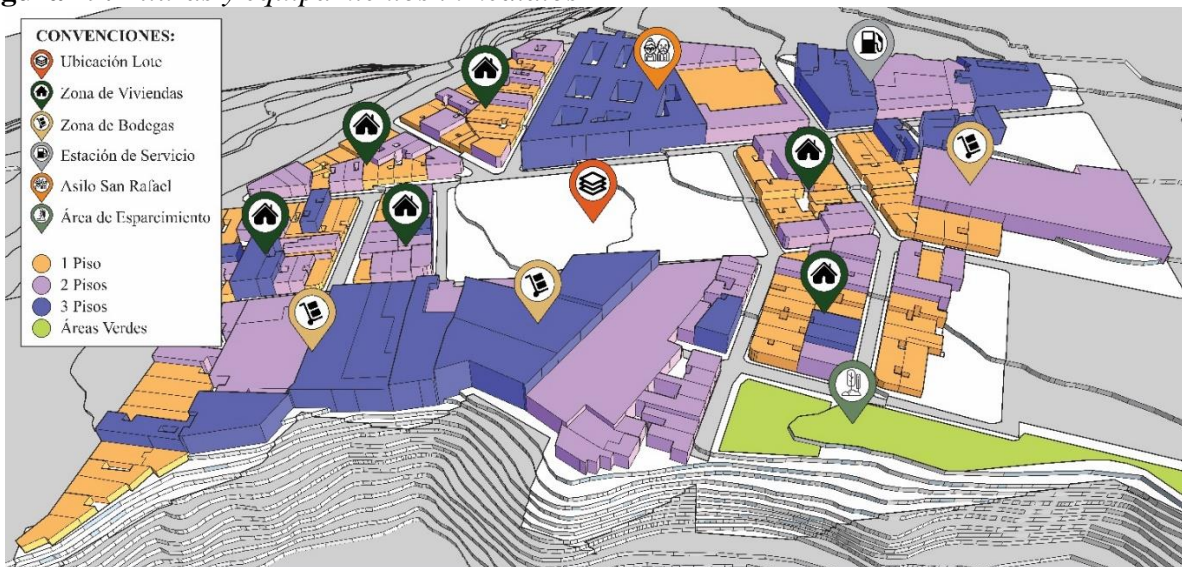 CONVENCIONES:
Ubicación Lote
Zona de Viviendas
Zona de Bodegas
Estación de Servicio
Asilo San Rafael
Área de Esparcimiento
1 Piso
2 Pisos
3 Pisos
Áreas Verdes